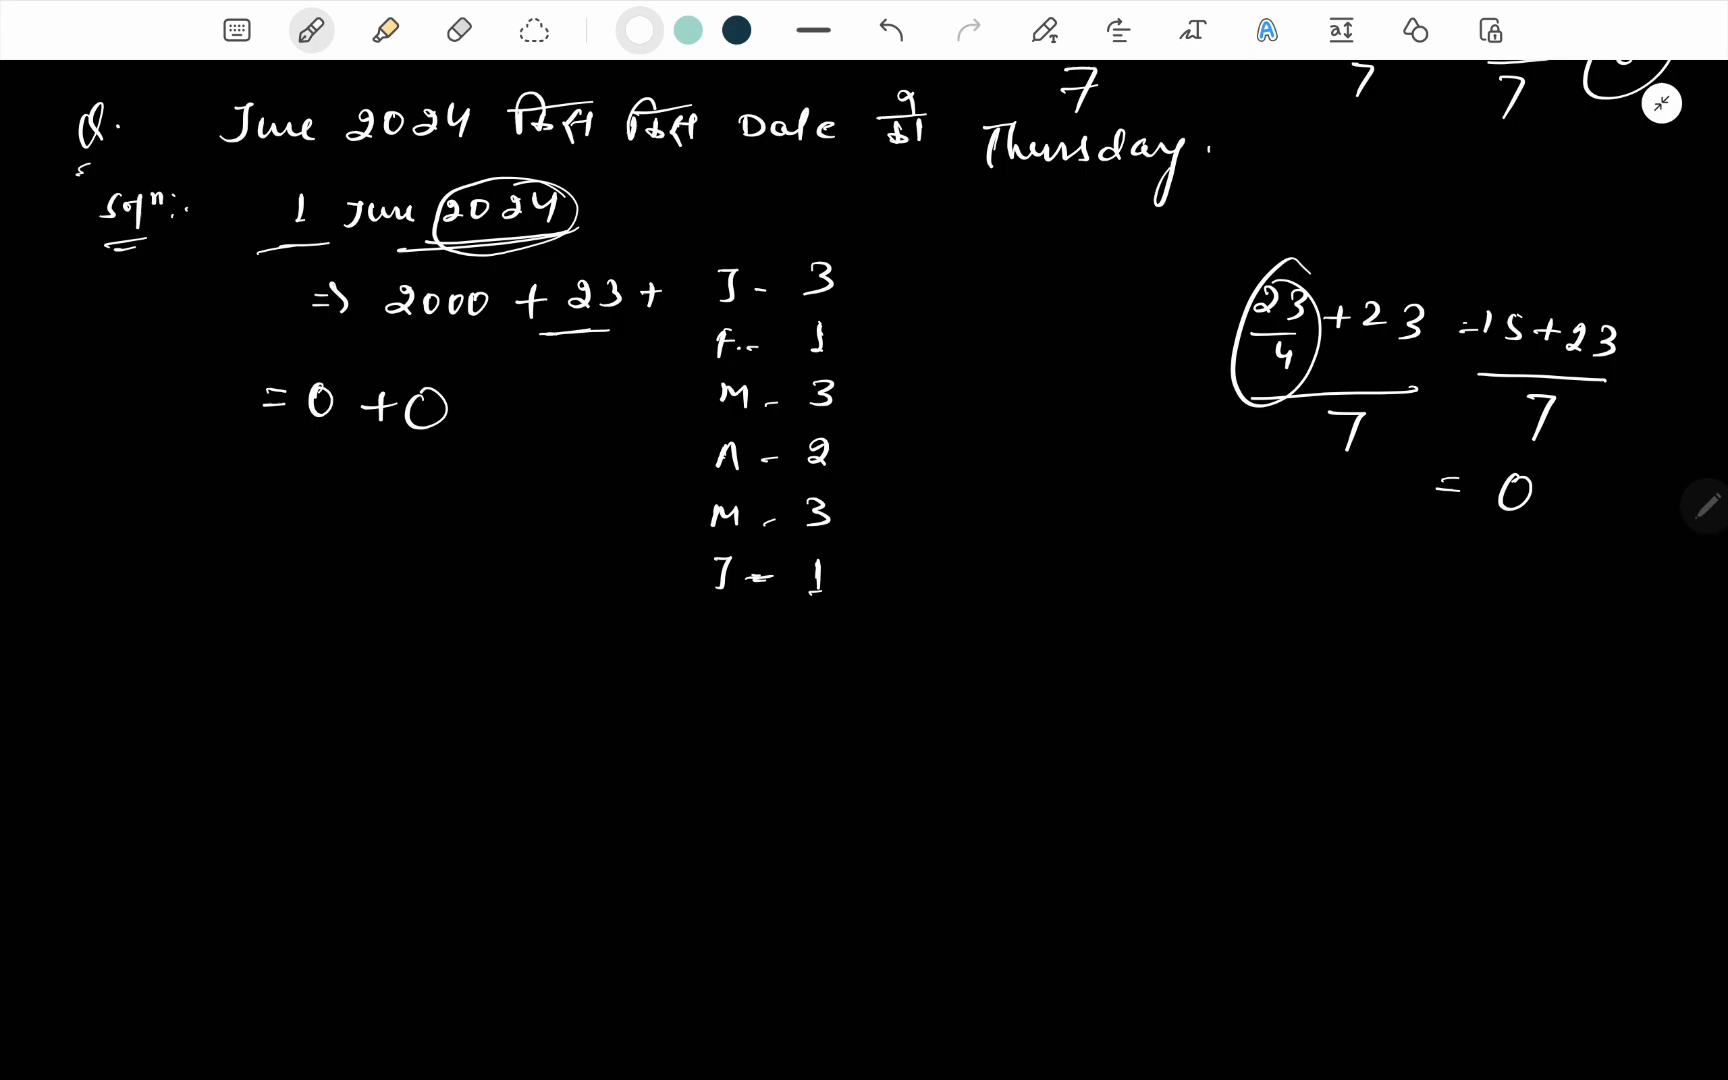 7 7 7
Q. June 2024 किस किस Date को Thursday.
Solⁿ:- 1 June 2024
=> 2000 + 23 + J - 3
F - 1
M - 3
A - 2
M - 3
J - 1
= 0 + 0
23/4 + 23 / 7 = 15 + 23 / 7
= 0